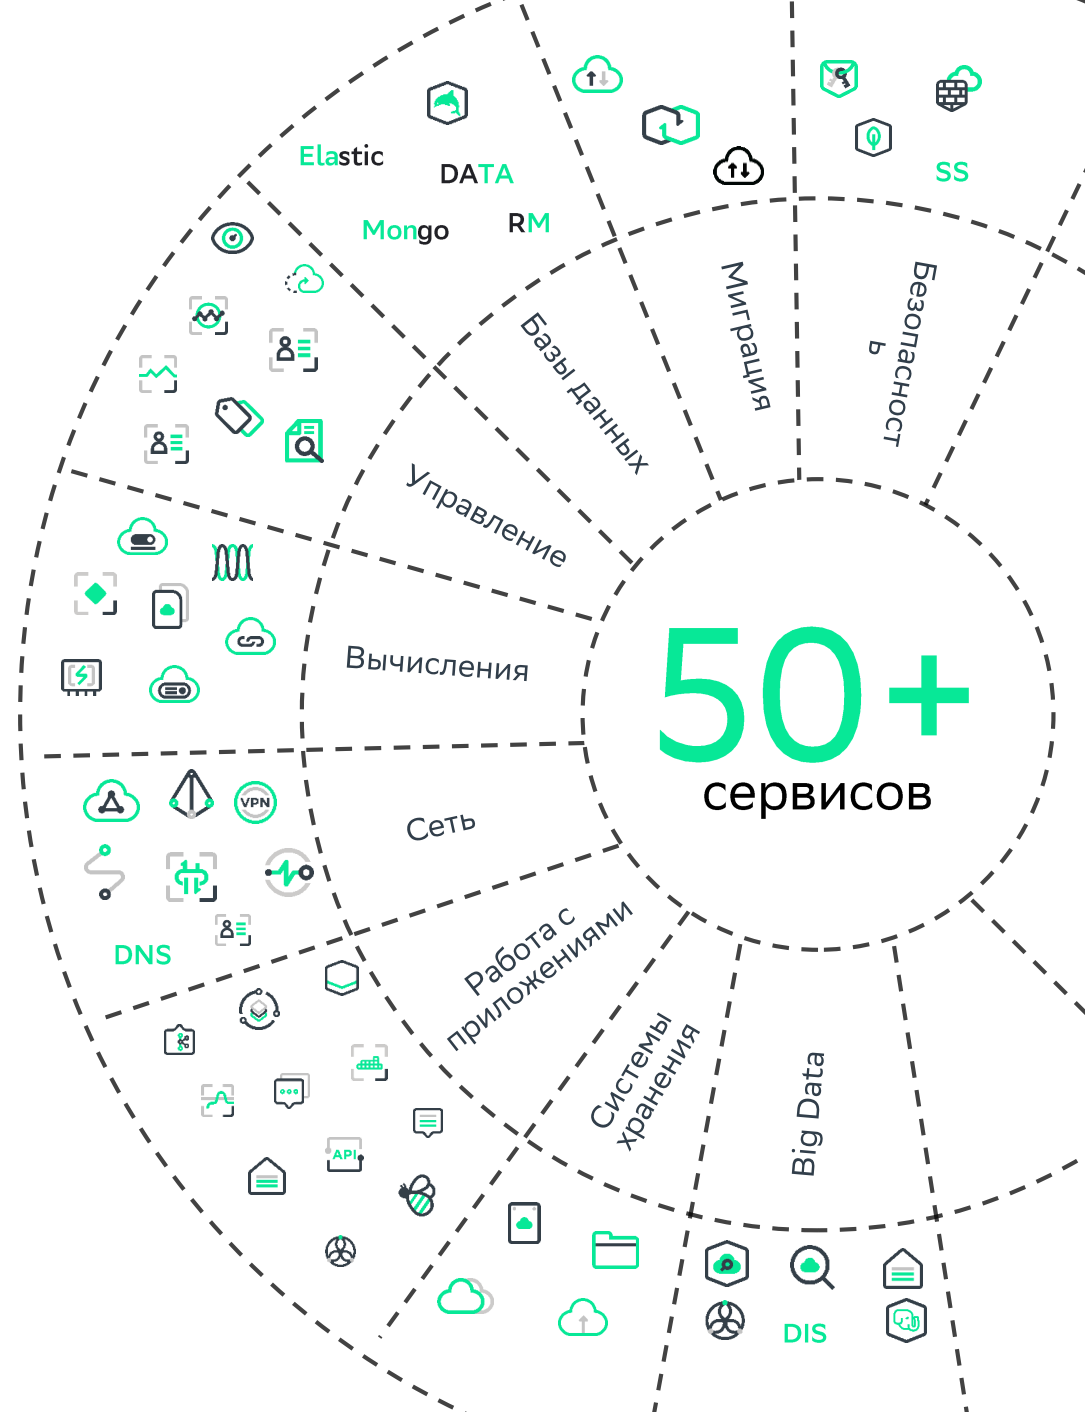 Elastic
DATA
Mongo
RM
SS
Миграция
Безопасност
ь
Базы данных
Управление
Вычисления
50+
сервисов
VPN
Сеть
DNS
Работа с
приложениями
Системы
хранения
Big Data
API
DIS